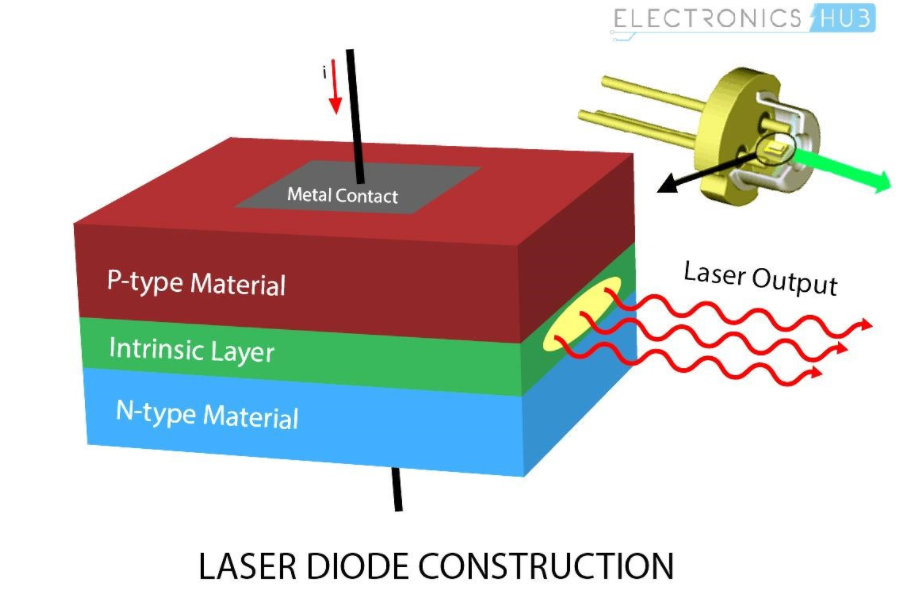 ELECTRONICS HUB
i
Metal Contact
P-type Material
Laser Output
Intrinsic Layer
N-type Material
LASER DIODE CONSTRUCTION